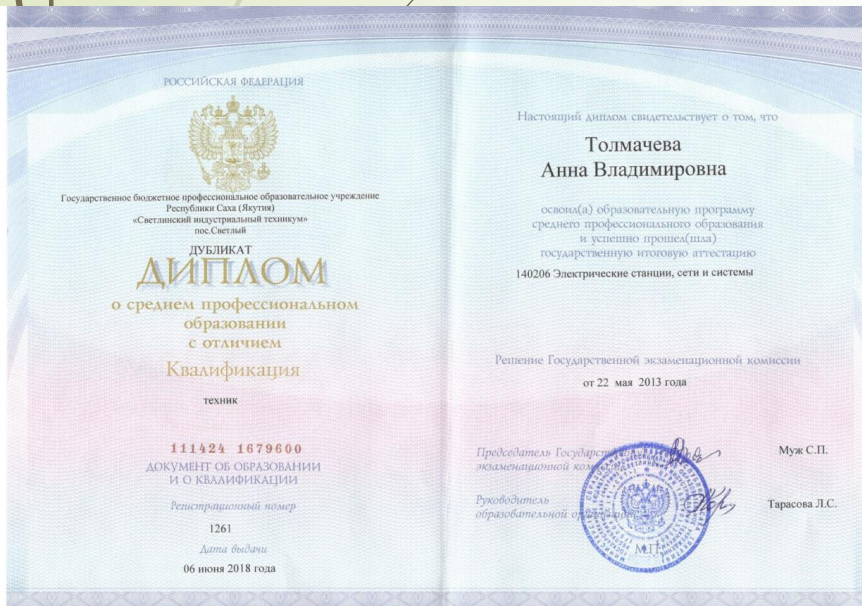 РОССИЙСКАЯ ФЕДЕРАЦИЯ
Государственное бюджетное профессиональное образовательное учреждение
Республики Саха (Якутия)
«Светлинский индустриальный техникум»
пос.Светлый
ДУБЛИКАТ
ДИПЛОМ
о среднем профессиональном
образовании
с отличием
Квалификация
техник
111424 1679600
ДОКУМЕНТ ОБ ОБРАЗОВАНИИ
И О КВАЛИФИКАЦИИ
Регистрационный номер
1261
Дата выдачи
06 июня 2018 года
Настоящий диплом свидетельствует о том, что
Толмачева
Анна Владимировна
освоил(а) образовательную программу
среднего профессионального образования
и успешно прошел(шла)
государственную итоговую аттестацию
140206 Электрические станции, сети и системы
Решение Государственной экзаменационной комиссии
от 22 мая 2013 года
Председатель
экзаменационной
Муж С.П.
Руководитель
образовательной
Тарасова Л.С.
М.П.